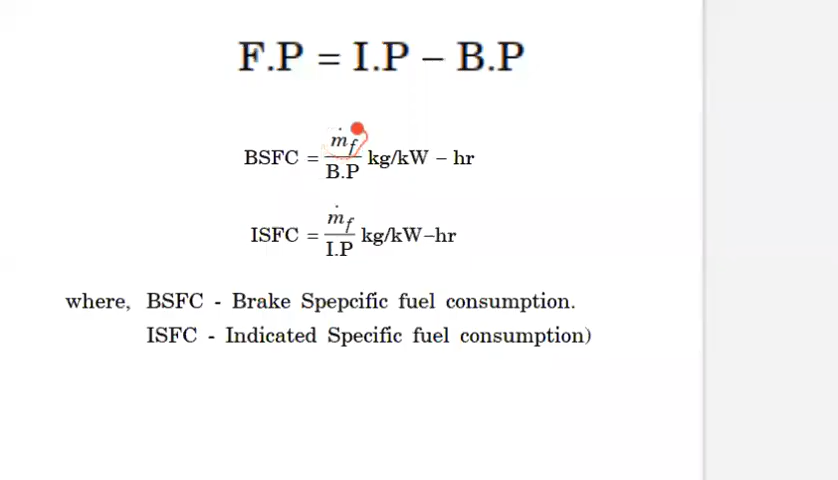 F.P = I.P – B.P
BSFC = ṁf / B.P kg/kW – hr
ISFC = ṁf / I.P kg/kW–hr
where, BSFC - Brake Spepcific fuel consumption.
ISFC - Indicated Specific fuel consumption)